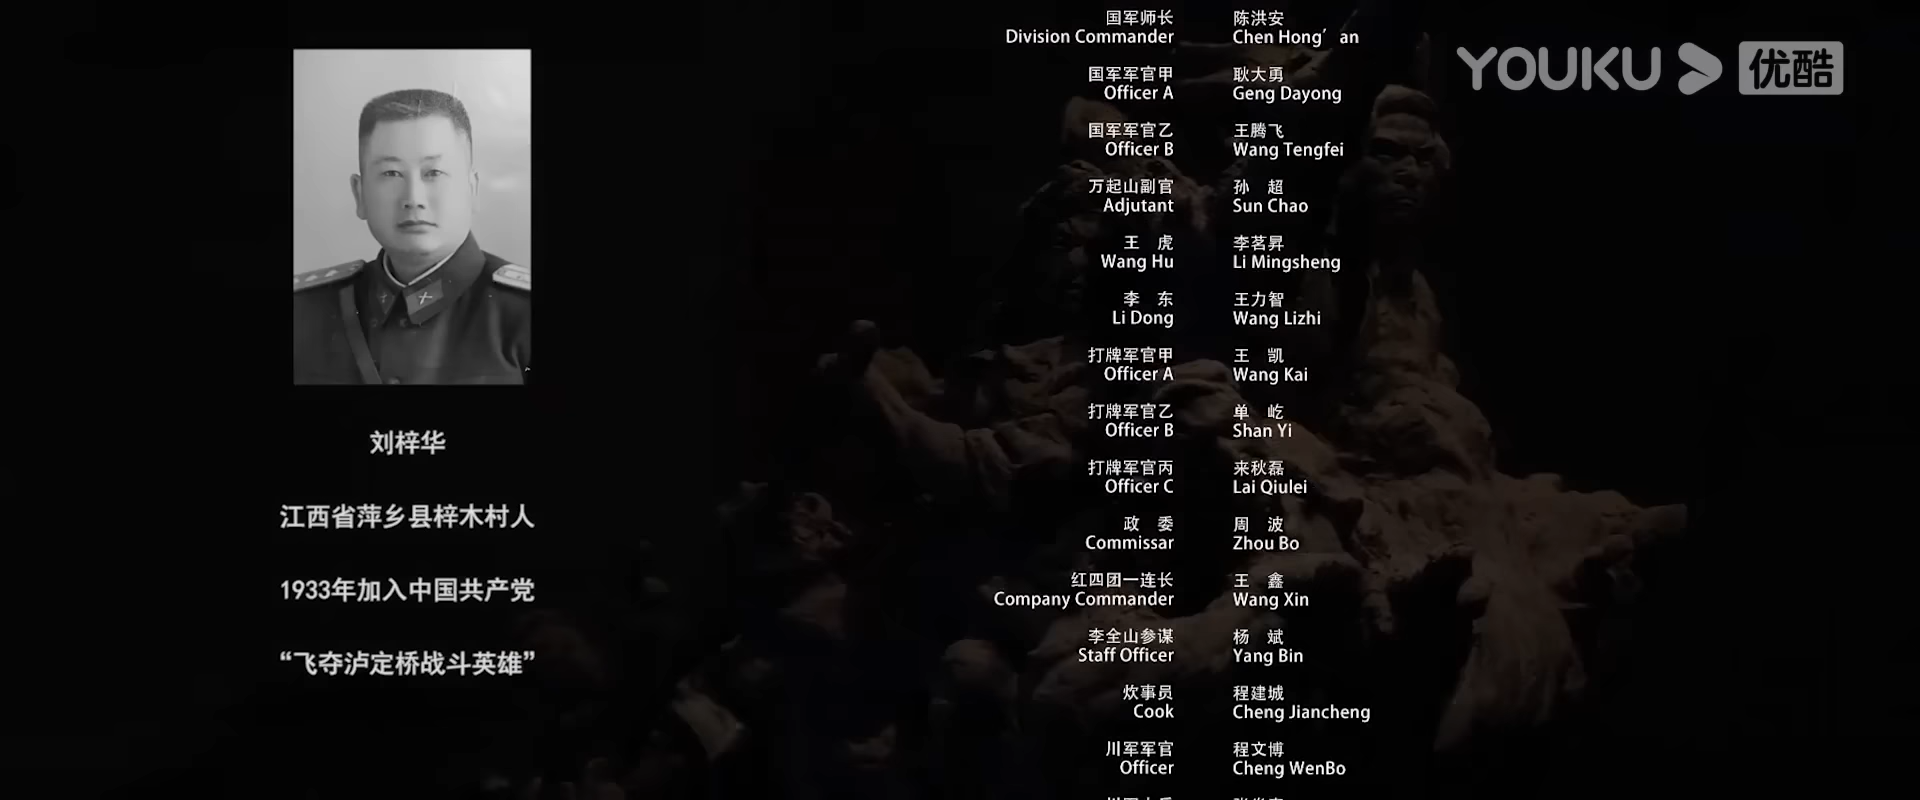 YOUKU 优酷
刘梓华
江西省萍乡县梓木村人
1933年加入中国共产党
“飞夺泸定桥战斗英雄”
国军师长 陈洪安
Division Commander Chen Hong’an
国军军官甲 耿大勇
Officer A Geng Dayong
国军军官乙 王腾飞
Officer B Wang Tengfei
万起山副官 孙 超
Adjutant Sun Chao
王 虎 李茗昇
Wang Hu Li Mingsheng
李 东 王力智
Li Dong Wang Lizhi
打牌军官甲 王 凯
Officer A Wang Kai
打牌军官乙 单 屹
Officer B Shan Yi
打牌军官丙 来秋磊
Officer C Lai Qiulei
政 委 周 波
Commissar Zhou Bo
红四团一连长 王 鑫
Company Commander Wang Xin
李全山参谋 杨 斌
Staff Officer Yang Bin
炊事员 程建城
Cook Cheng Jiancheng
川军军官 程文博
Officer Cheng WenBo